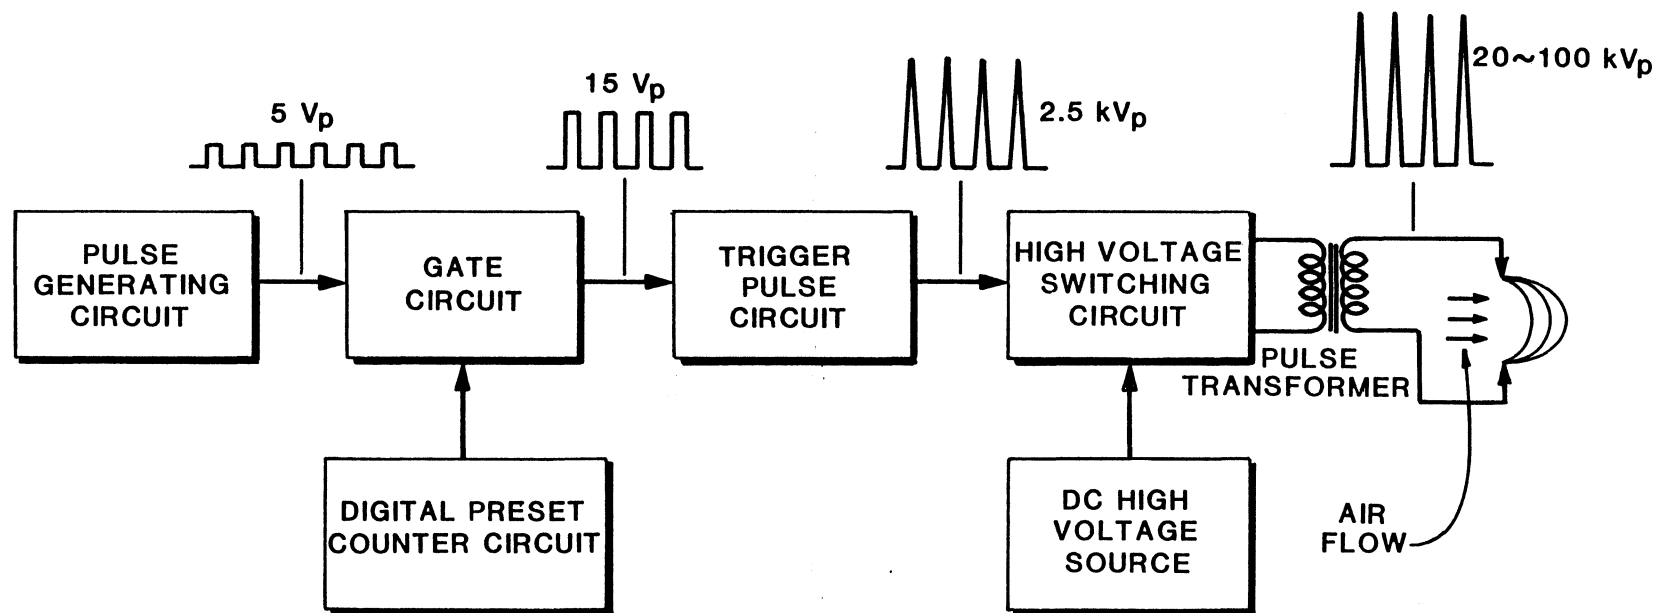 5 Vp
15 Vp
2.5 kVp
20~100 kVp
PULSE
GENERATING
CIRCUIT
GATE
CIRCUIT
TRIGGER
PULSE
CIRCUIT
HIGH VOLTAGE
SWITCHING
CIRCUIT
PULSE
TRANSFORMER
DIGITAL PRESET
COUNTER CIRCUIT
DC HIGH
VOLTAGE
SOURCE
AIR
FLOW